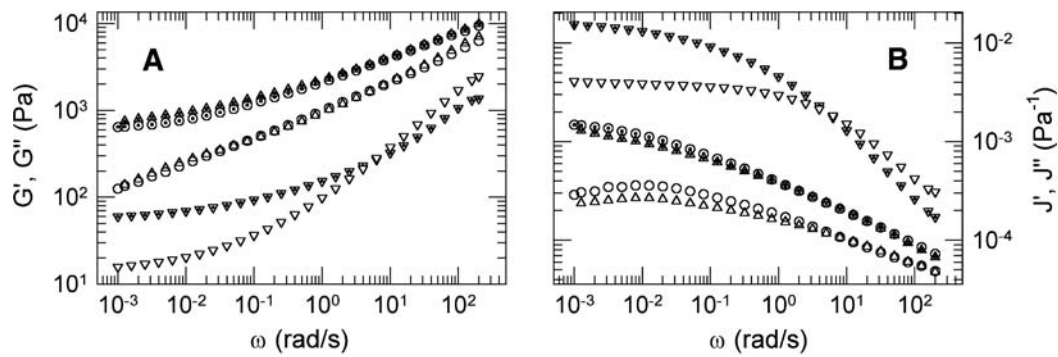 A
G', G'' (Pa)
10⁴
10³
10²
10¹
10⁻³ 10⁻² 10⁻¹ 10⁰ 10¹ 10²
ω (rad/s)
B
10⁻²
10⁻³
10⁻⁴
J', J'' (Pa⁻¹)
10⁻³ 10⁻² 10⁻¹ 10⁰ 10¹ 10²
ω (rad/s)